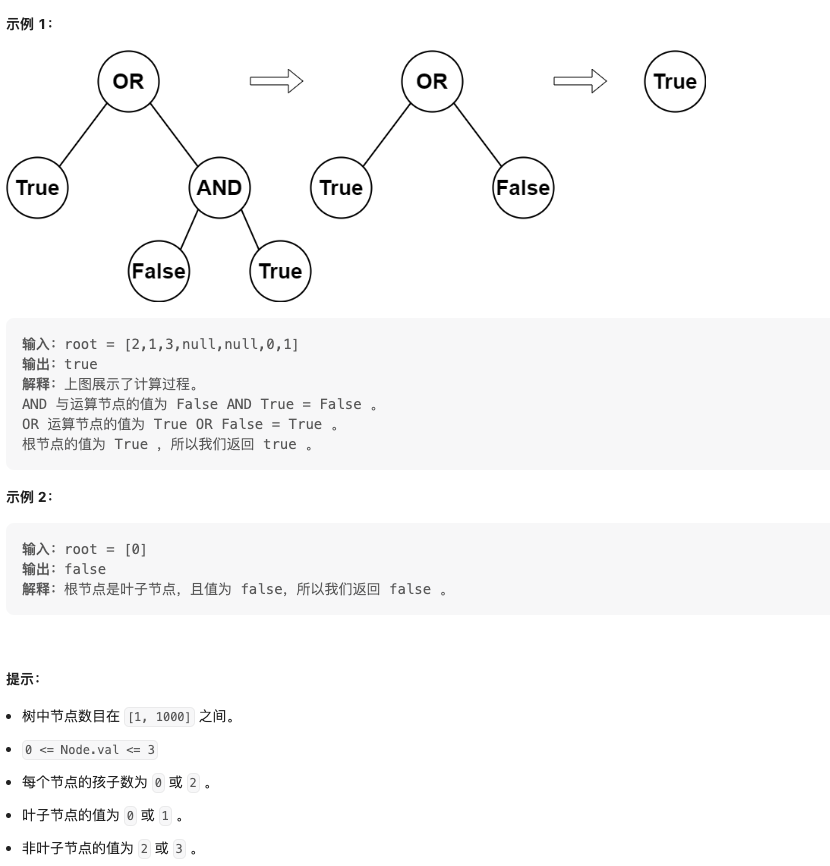 示例 1：
OR
OR
True
True
AND
True
False
False
True
输入：root = [2,1,3,null,null,0,1]
输出：true
解释：上图展示了计算过程。
AND 与运算节点的值为 False AND True = False 。
OR 运算节点的值为 True OR False = True 。
根节点的值为 True ，所以我们返回 true 。
示例 2：
输入：root = [0]
输出：false
解释：根节点是叶子节点，且值为 false，所以我们返回 false 。
提示：
• 树中节点数目在 [1, 1000] 之间。
• 0 <= Node.val <= 3
• 每个节点的孩子数为 0 或 2 。
• 叶子节点的值为 0 或 1 。
• 非叶子节点的值为 2 或 3 。